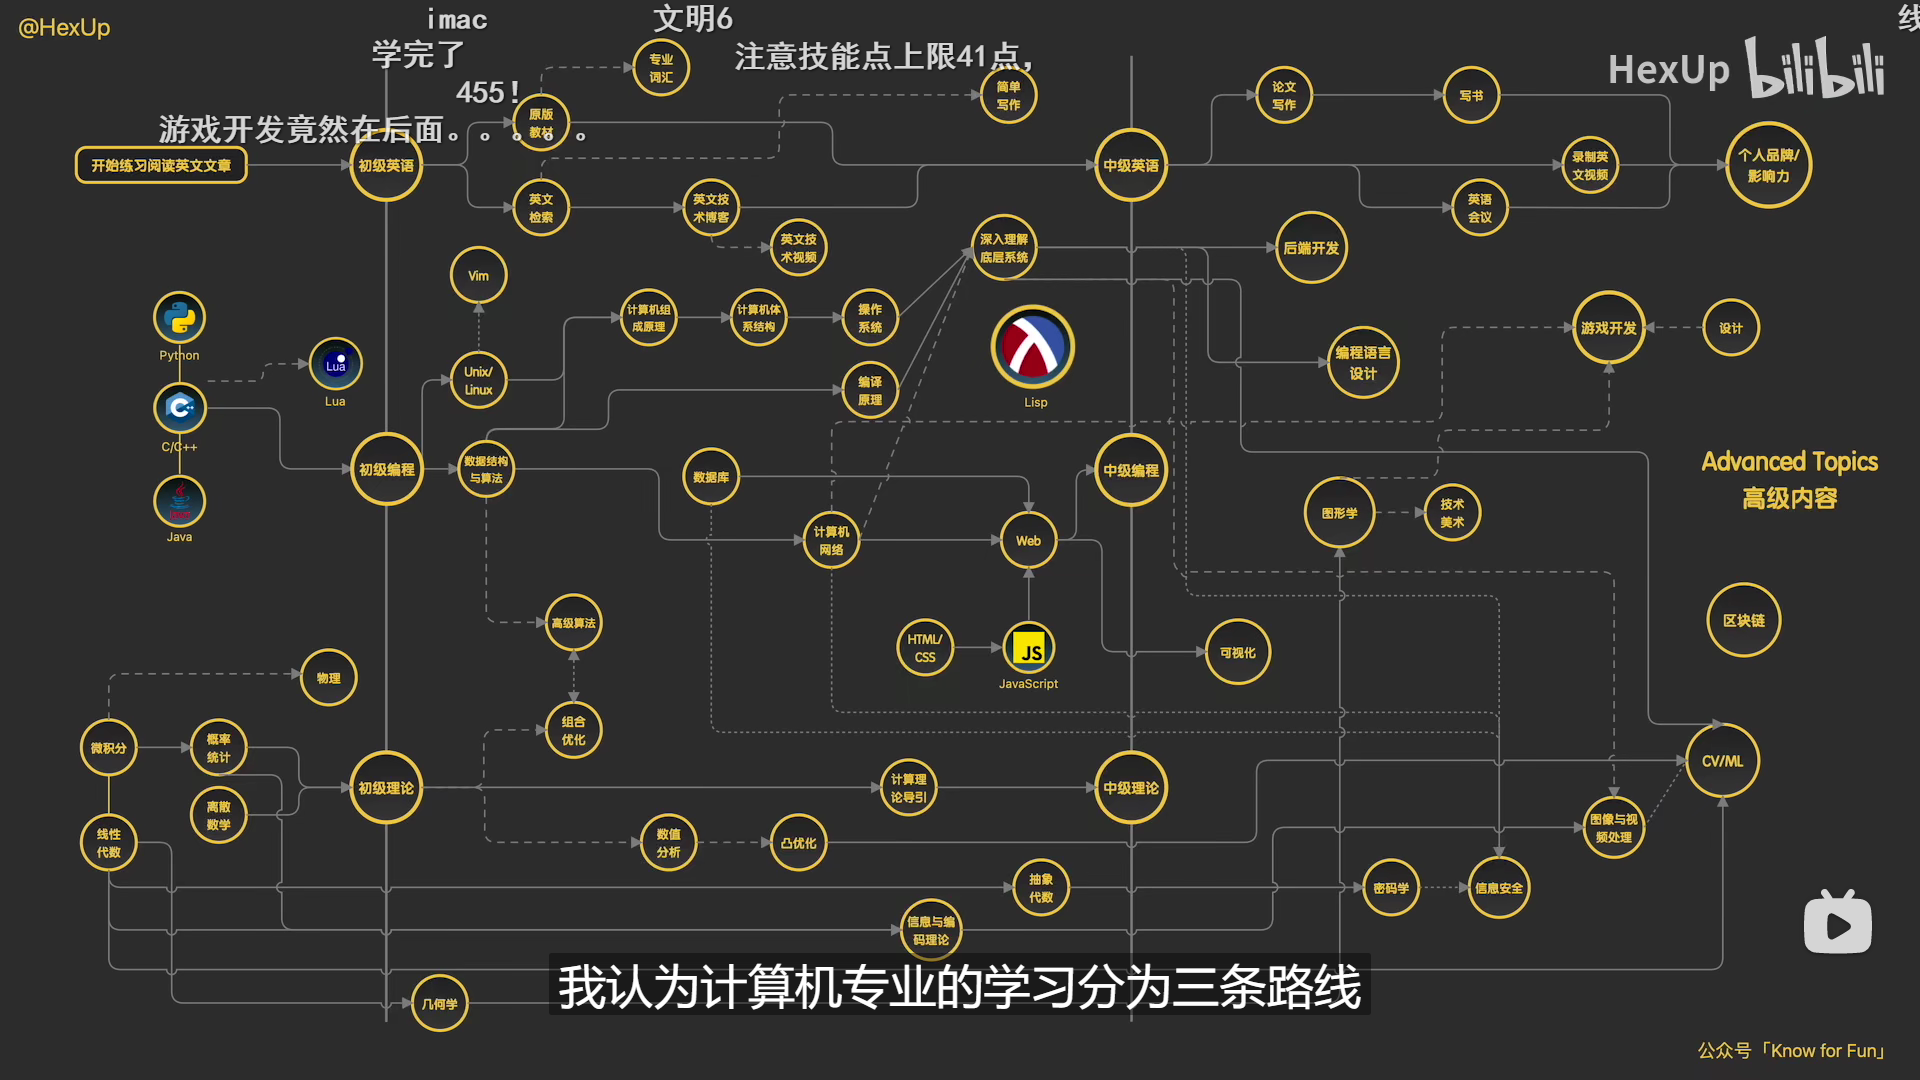 @HexUp
imac
文明6
线
学完了
注意技能点上限41点，
HexUp bilibili
455！
游戏开发竟然在后面。。。。。
专业
词汇
简单
写作
论文
写作
写书
原版
教材
开始练习阅读英文文章
初级英语
中级英语
录制英
文视频
个人品牌/
影响力
英文
检索
英文技
术博客
英语
会议
英文技
术视频
深入理解
底层系统
后端开发
Vim
Python
计算机组
成原理
计算机体
系结构
操作
系统
游戏开发
设计
Lua
Lua
Unix/
Linux
编译
原理
Lisp
编程语言
设计
C/C++
初级编程
数据结构
与算法
数据库
中级编程
Advanced Topics
高级内容
Java
计算机
网络
Web
图形学
技术
美术
高级算法
HTML/
CSS
JS
JavaScript
可视化
区块链
物理
组合
优化
微积分
概率
统计
初级理论
计算理
论导引
中级理论
CV/ML
离散
数学
线性
代数
数值
分析
凸优化
图像与视
频处理
抽象
代数
密码学
信息安全
信息与编
码理论
几何学
我认为计算机专业的学习分为三条路线
公众号「Know for Fun」